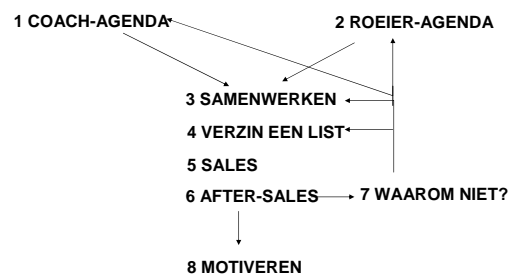 1 COACH-AGENDA
2 ROEIER-AGENDA
3 SAMENWERKEN
4 VERZIN EEN LIST
5 SALES
6 AFTER-SALES
7 WAAROM NIET?
8 MOTIVEREN